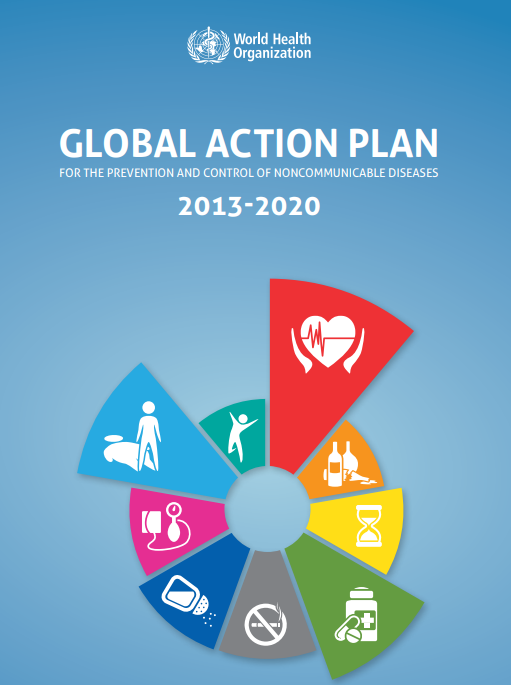 World Health
Organization
GLOBAL ACTION PLAN
FOR THE PREVENTION AND CONTROL OF NONCOMMUNICABLE DISEASES
2013-2020